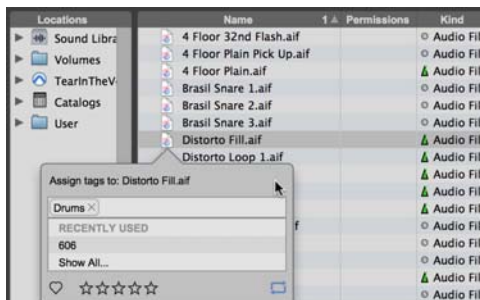 Locations Name 1 Permissions Kind
Sound Libra 4 Floor 32nd Flash.aif Audio Fil
Volumes 4 Floor Plain Pick Up.aif Audio Fil
TearInTheV 4 Floor Plain.aif Audio Fil
Catalogs Brasil Snare 1.aif Audio Fil
User Brasil Snare 2.aif Audio Fil
Brasil Snare 3.aif Audio Fil
Distorto Fill.aif Audio Fil
Distorto Loop 1.aif Audio Fil
Assign tags to: Distorto Fill.aif Audio Fil
Audio Fil
Drums × Audio Fil
RECENTLY USED f Audio Fil
606 Audio Fil
Show All... Audio Fil
Audio Fil
Audio Fil